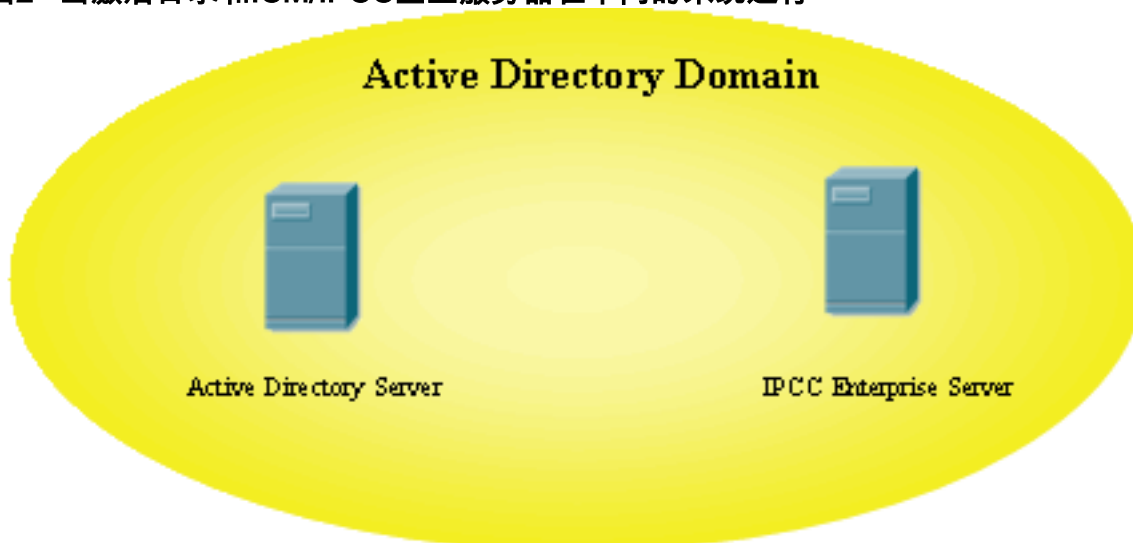 Active Directory Domain
Active Directory Server
IPCC Enterprise Server